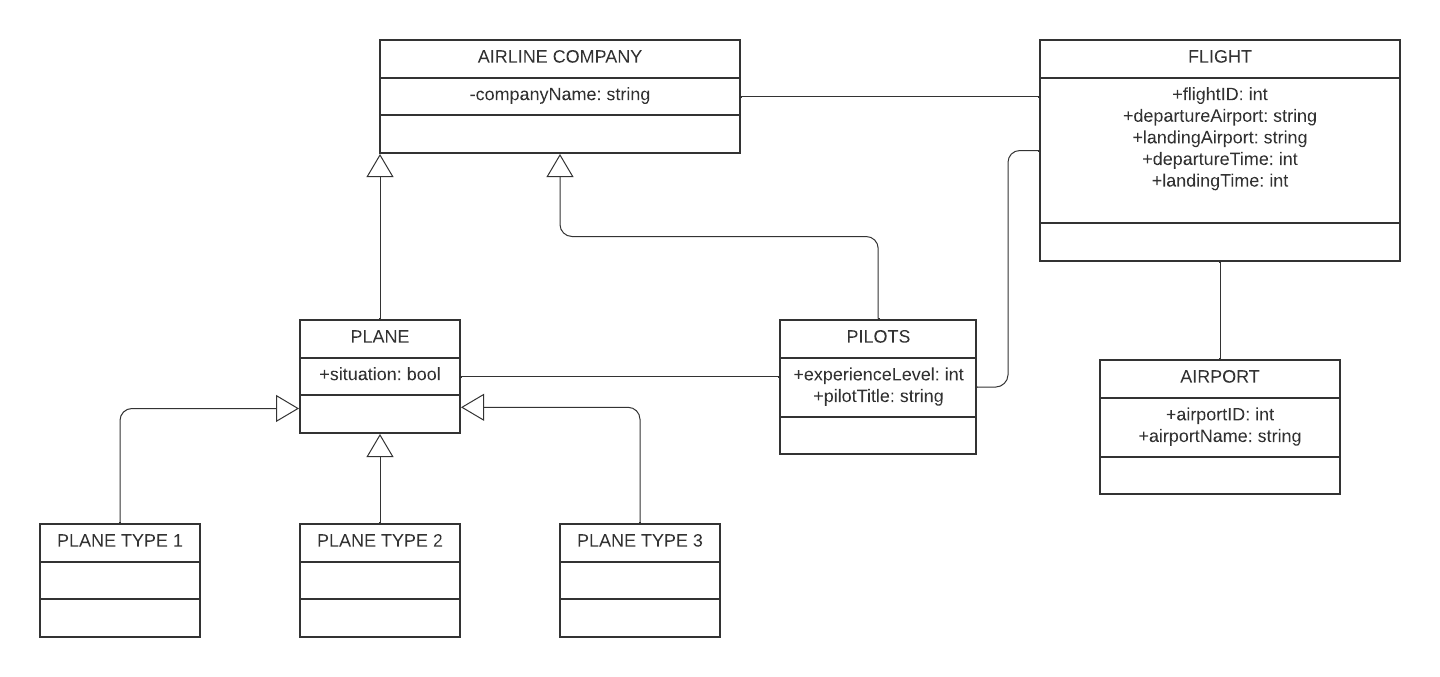 AIRLINE COMPANY
-companyName: string
FLIGHT
+flightID: int
+departureAirport: string
+landingAirport: string
+departureTime: int
+landingTime: int
PLANE
+situation: bool
PILOTS
+experienceLevel: int
+pilotTitle: string
AIRPORT
+airportID: int
+airportName: string
PLANE TYPE 1
PLANE TYPE 2
PLANE TYPE 3